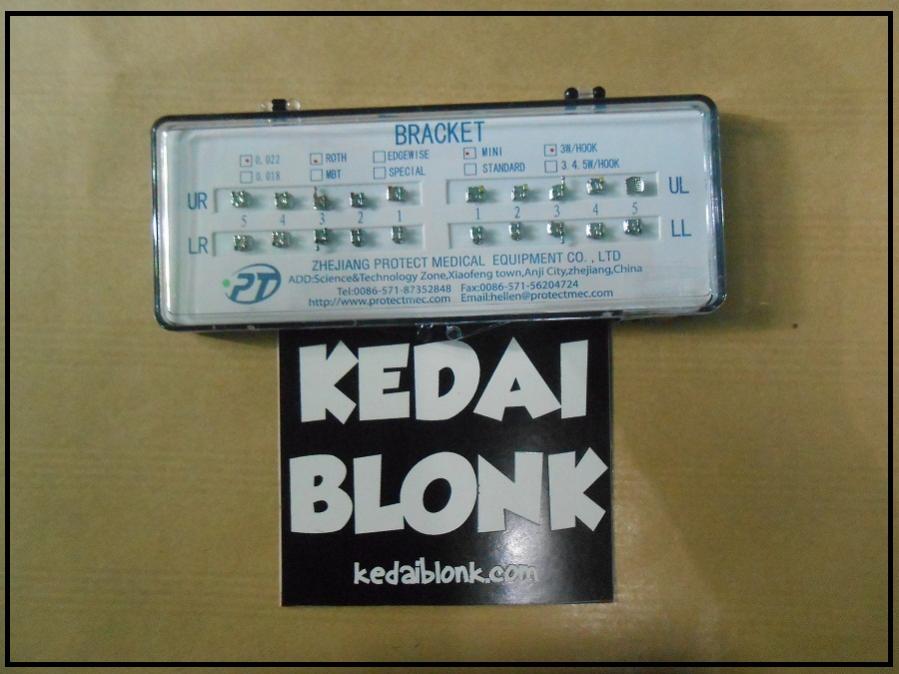 BRACKET
0.022 ROTH EDGEWISE MINI 3W/HOOK
0.018 MBT SPECIAL STANDARD 3.4.5W/HOOK
UR UL
5 4 3 2 1 1 2 3 4 5
LR LL
ZHEJIANG PROTECT MEDICAL EQUIPMENT CO., LTD
PT ADD:Science&Technology Zone,Xiaofeng town,Anji City,zhejiang,China
Tel:0086-571-87352848 Fax:0086-571-56204724
http://www.protectmec.com Email:hellen@protectmec.com
KEDAI
BLONK
kedaiblonk.com